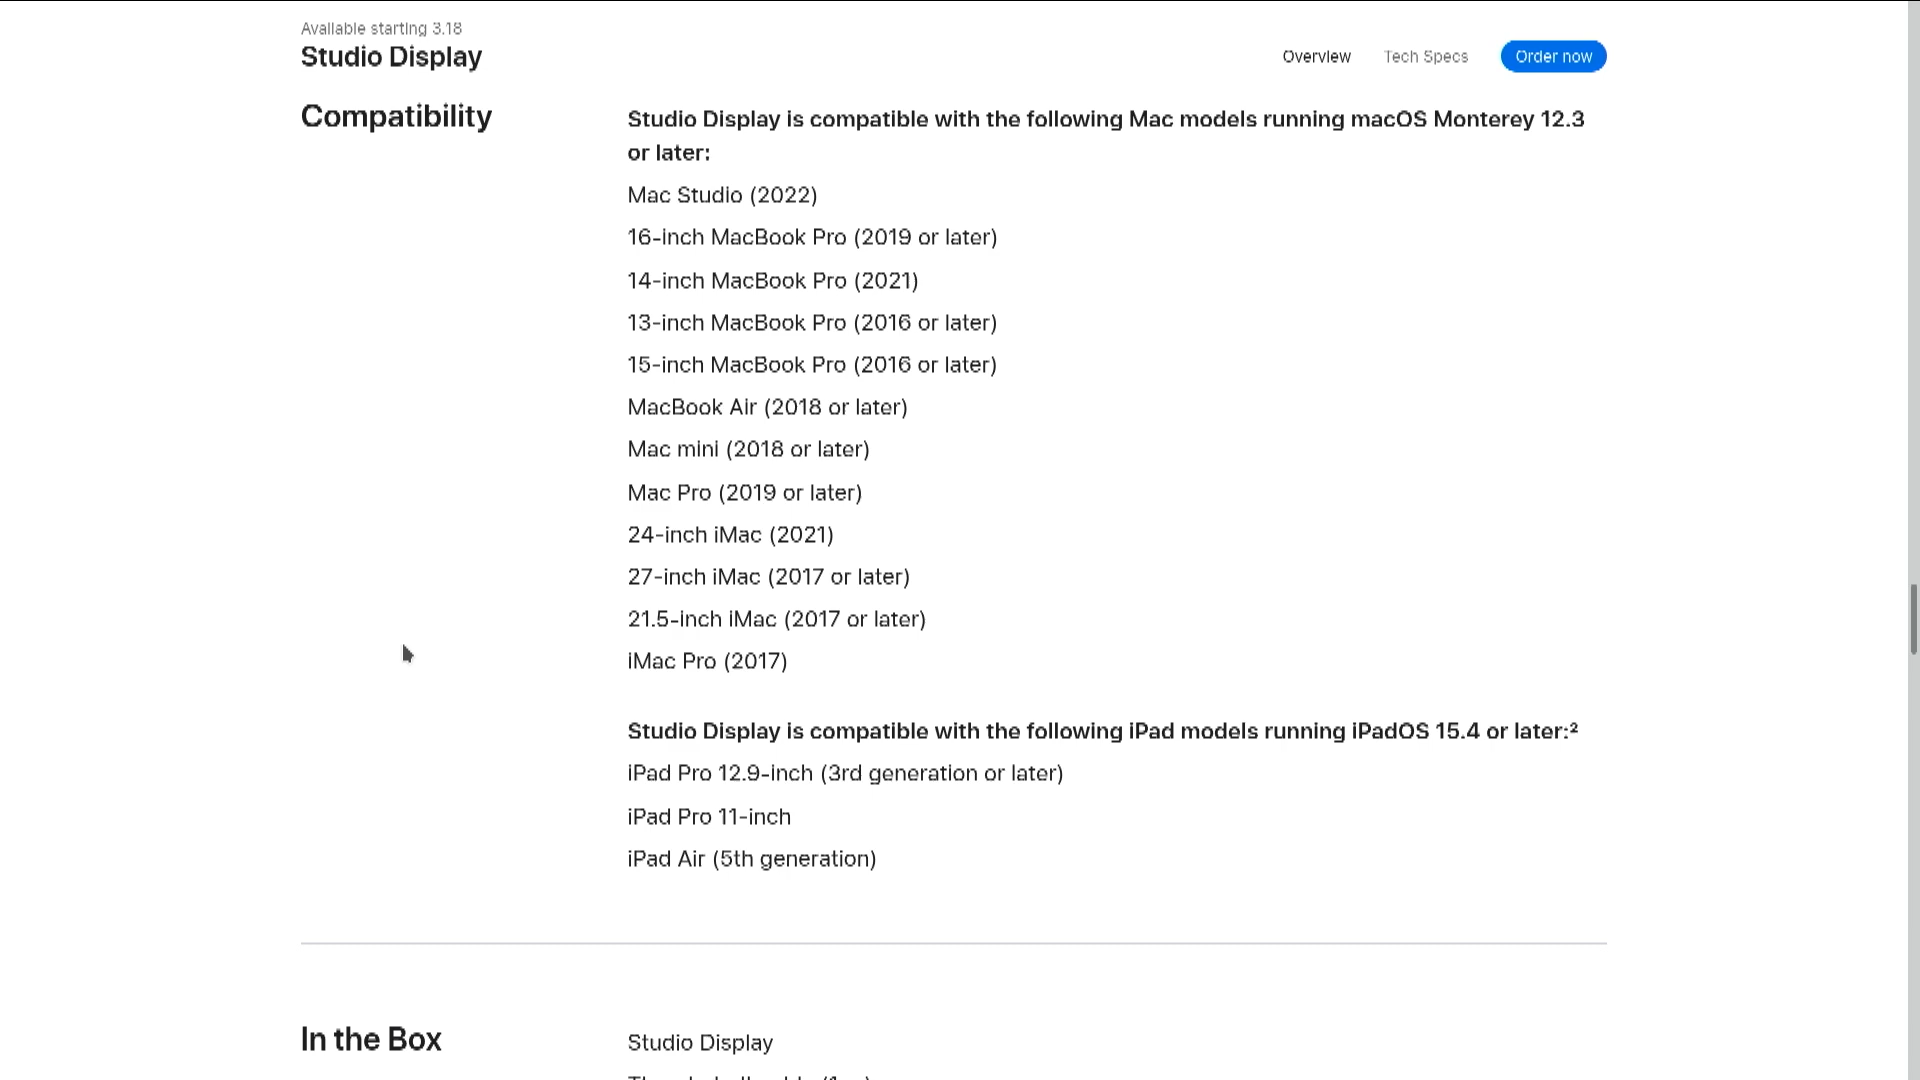 Available starting 3.18
Studio Display
Overview
Tech Specs
Order now
Compatibility
Studio Display is compatible with the following Mac models running macOS Monterey 12.3
or later:
Mac Studio (2022)
16-inch MacBook Pro (2019 or later)
14-inch MacBook Pro (2021)
13-inch MacBook Pro (2016 or later)
15-inch MacBook Pro (2016 or later)
MacBook Air (2018 or later)
Mac mini (2018 or later)
Mac Pro (2019 or later)
24-inch iMac (2021)
27-inch iMac (2017 or later)
21.5-inch iMac (2017 or later)
iMac Pro (2017)
Studio Display is compatible with the following iPad models running iPadOS 15.4 or later:²
iPad Pro 12.9-inch (3rd generation or later)
iPad Pro 11-inch
iPad Air (5th generation)
In the Box
Studio Display